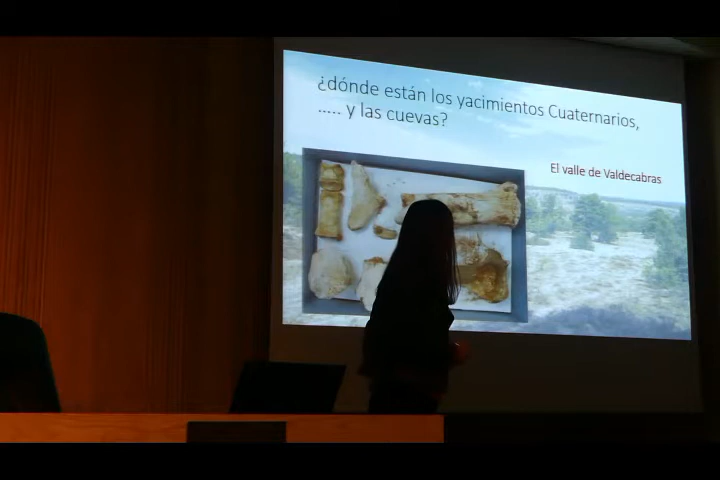 ¿dónde están los yacimientos Cuaternarios,
..... y las cuevas?
El valle de Valdecabras